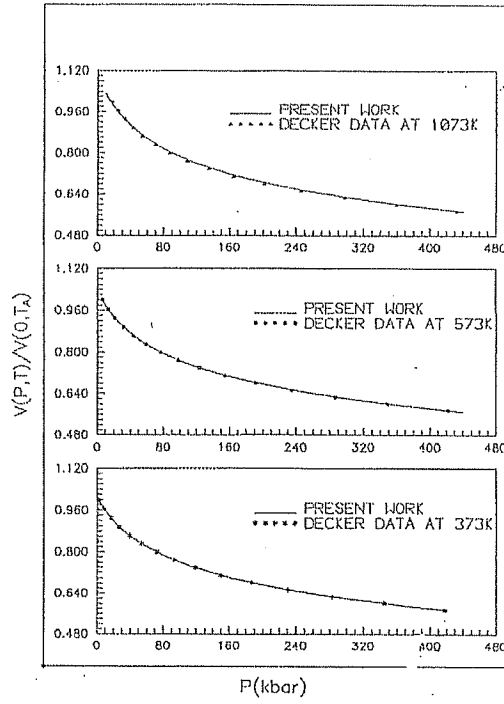 1.120
0.960
0.800
0.640
0.480
PRESENT WORK
DECKER DATA AT 1073K
0 80 160 240 320 400 480
1.120
0.960
0.800
0.640
0.480
PRESENT WORK
DECKER DATA AT 573K
0 80 160 240 320 400 480
1.120
0.960
0.800
0.640
0.480
PRESENT WORK
DECKER DATA AT 373K
0 80 160 240 320 400 480
V(P,T)/V(0,TA)
P(kbar)